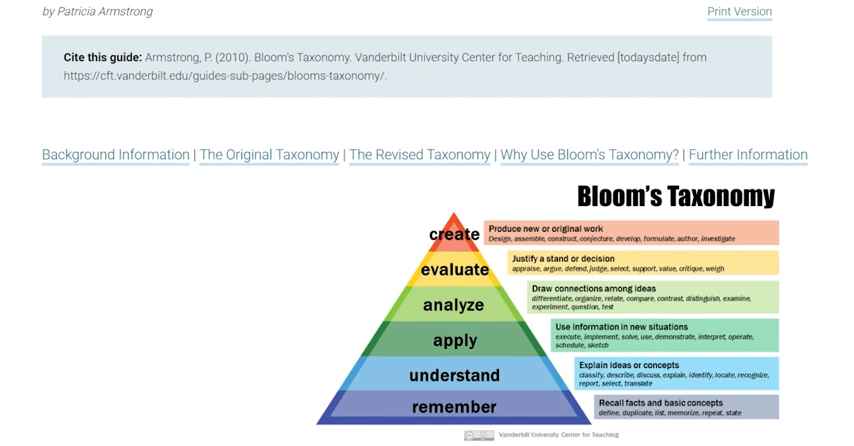 by Patricia Armstrong
Print Version
Cite this guide: Armstrong, P. (2010). Bloom’s Taxonomy. Vanderbilt University Center for Teaching. Retrieved [todaysdate] from
https://cft.vanderbilt.edu/guides-sub-pages/blooms-taxonomy/.
Background Information | The Original Taxonomy | The Revised Taxonomy | Why Use Bloom’s Taxonomy? | Further Information
Bloom’s Taxonomy
create
Produce new or original work
Design, assemble, construct, conjecture, develop, formulate, author, investigate
evaluate
Justify a stand or decision
appraise, argue, defend, judge, select, support, value, critique, weigh
analyze
Draw connections among ideas
differentiate, organize, relate, compare, contrast, distinguish, examine,
experiment, question, test
apply
Use information in new situations
execute, implement, solve, use, demonstrate, interpret, operate,
schedule, sketch
understand
Explain ideas or concepts
classify, describe, discuss, explain, identify, locate, recognize,
report, select, translate
remember
Recall facts and basic concepts
define, duplicate, list, memorize, repeat, state
Vanderbilt University Center for Teaching